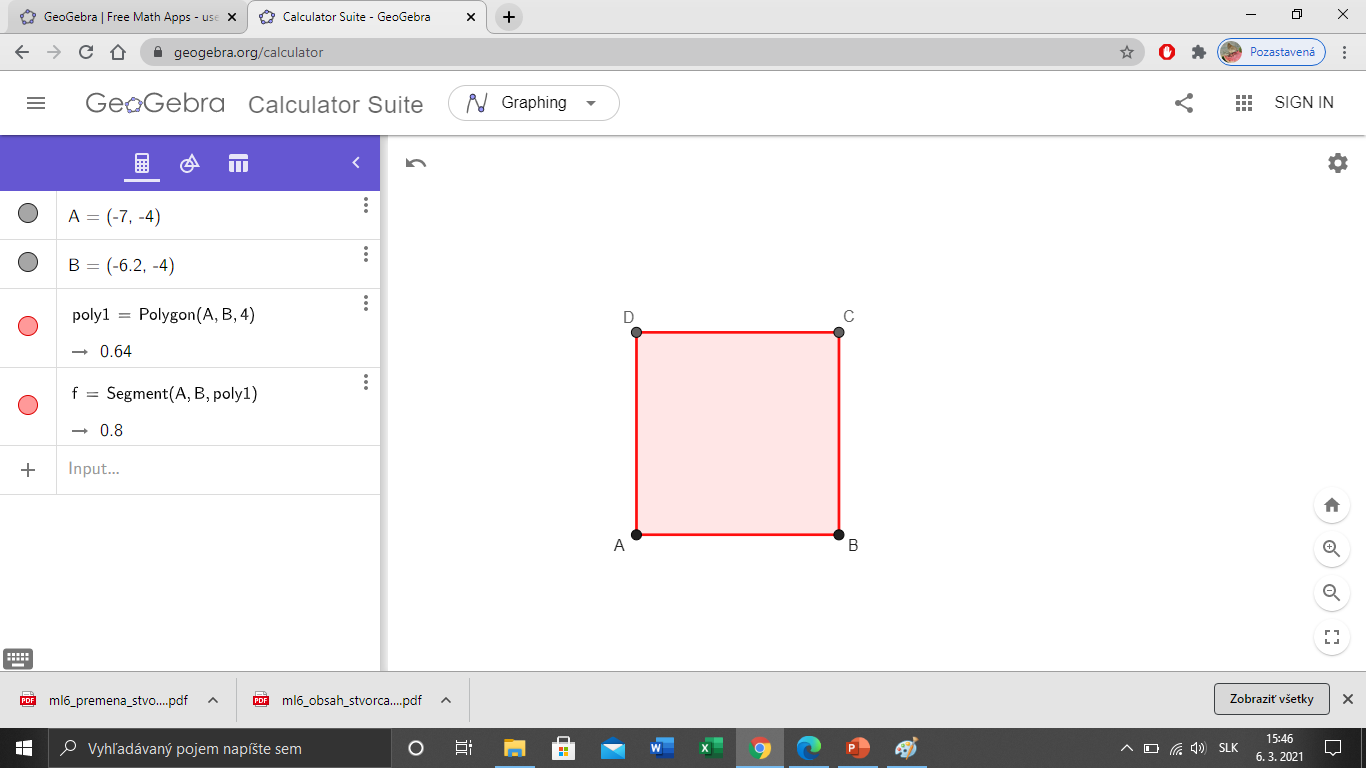 GeoGebra | Free Math Apps - use
Calculator Suite - GeoGebra
geogebra.org/calculator
Pozastavená
GeoGebra
Calculator Suite
Graphing
SIGN IN
A = (-7, -4)
B = (-6.2, -4)
poly1 = Polygon(A, B, 4)
→ 0.64
f = Segment(A, B, poly1)
→ 0.8
Input...
D
C
A
B
PDF
ml6_premena_stvo....pdf
PDF
ml6_obsah_stvorca....pdf
Zobraziť všetky
Vyhľadávaný pojem napíšte sem
SLK
15:46
6. 3. 2021